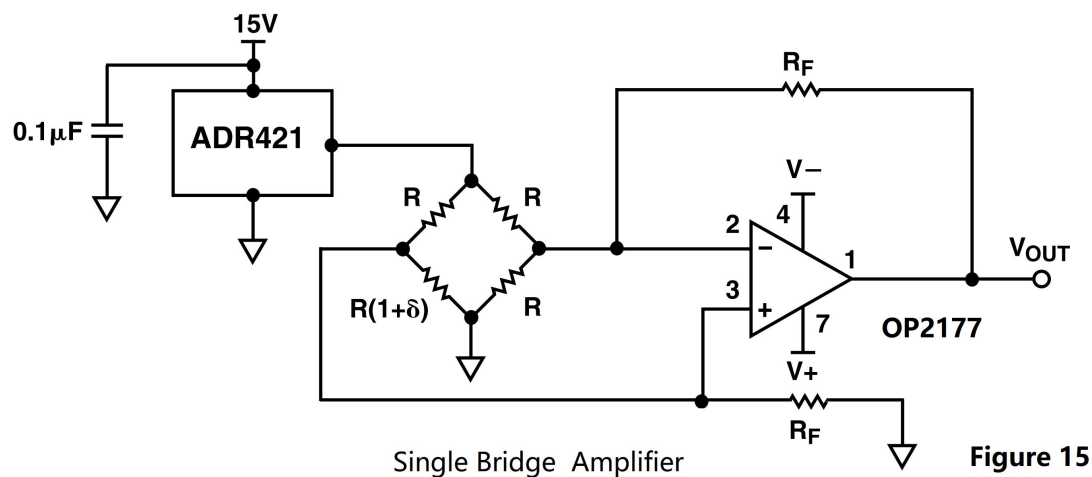 15V
R_F
0.1μF
ADR421
V−
R R
2 4
1
V_OUT
3
R(1+δ) R
− +
7
OP2177
V+
R_F
Single Bridge Amplifier
Figure 15